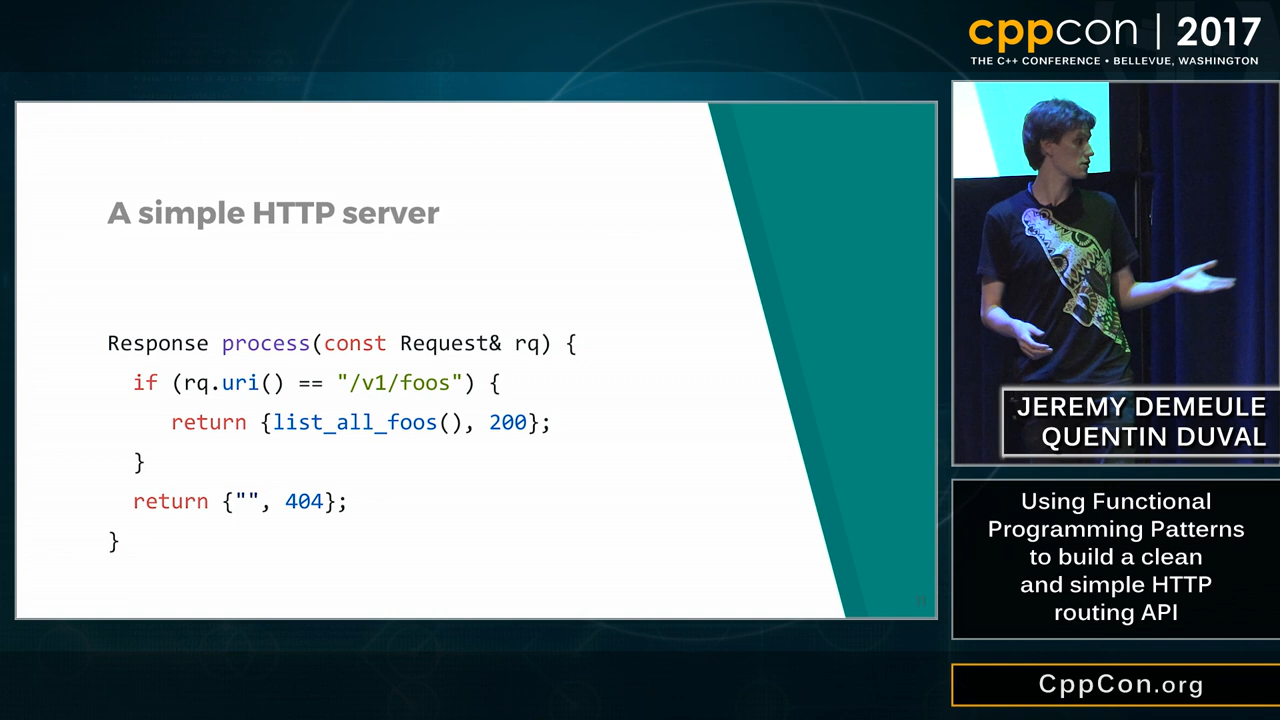 cppcon | 2017
THE C++ CONFERENCE • BELLEVUE, WASHINGTON
A simple HTTP server
Response process(const Request& rq) {
if (rq.uri() == "/v1/foos") {
return {list_all_foos(), 200};
}
return {"", 404};
}
JEREMY DEMEULE
QUENTIN DUVAL
Using Functional
Programming Patterns
to build a clean
and simple HTTP
routing API
CppCon.org